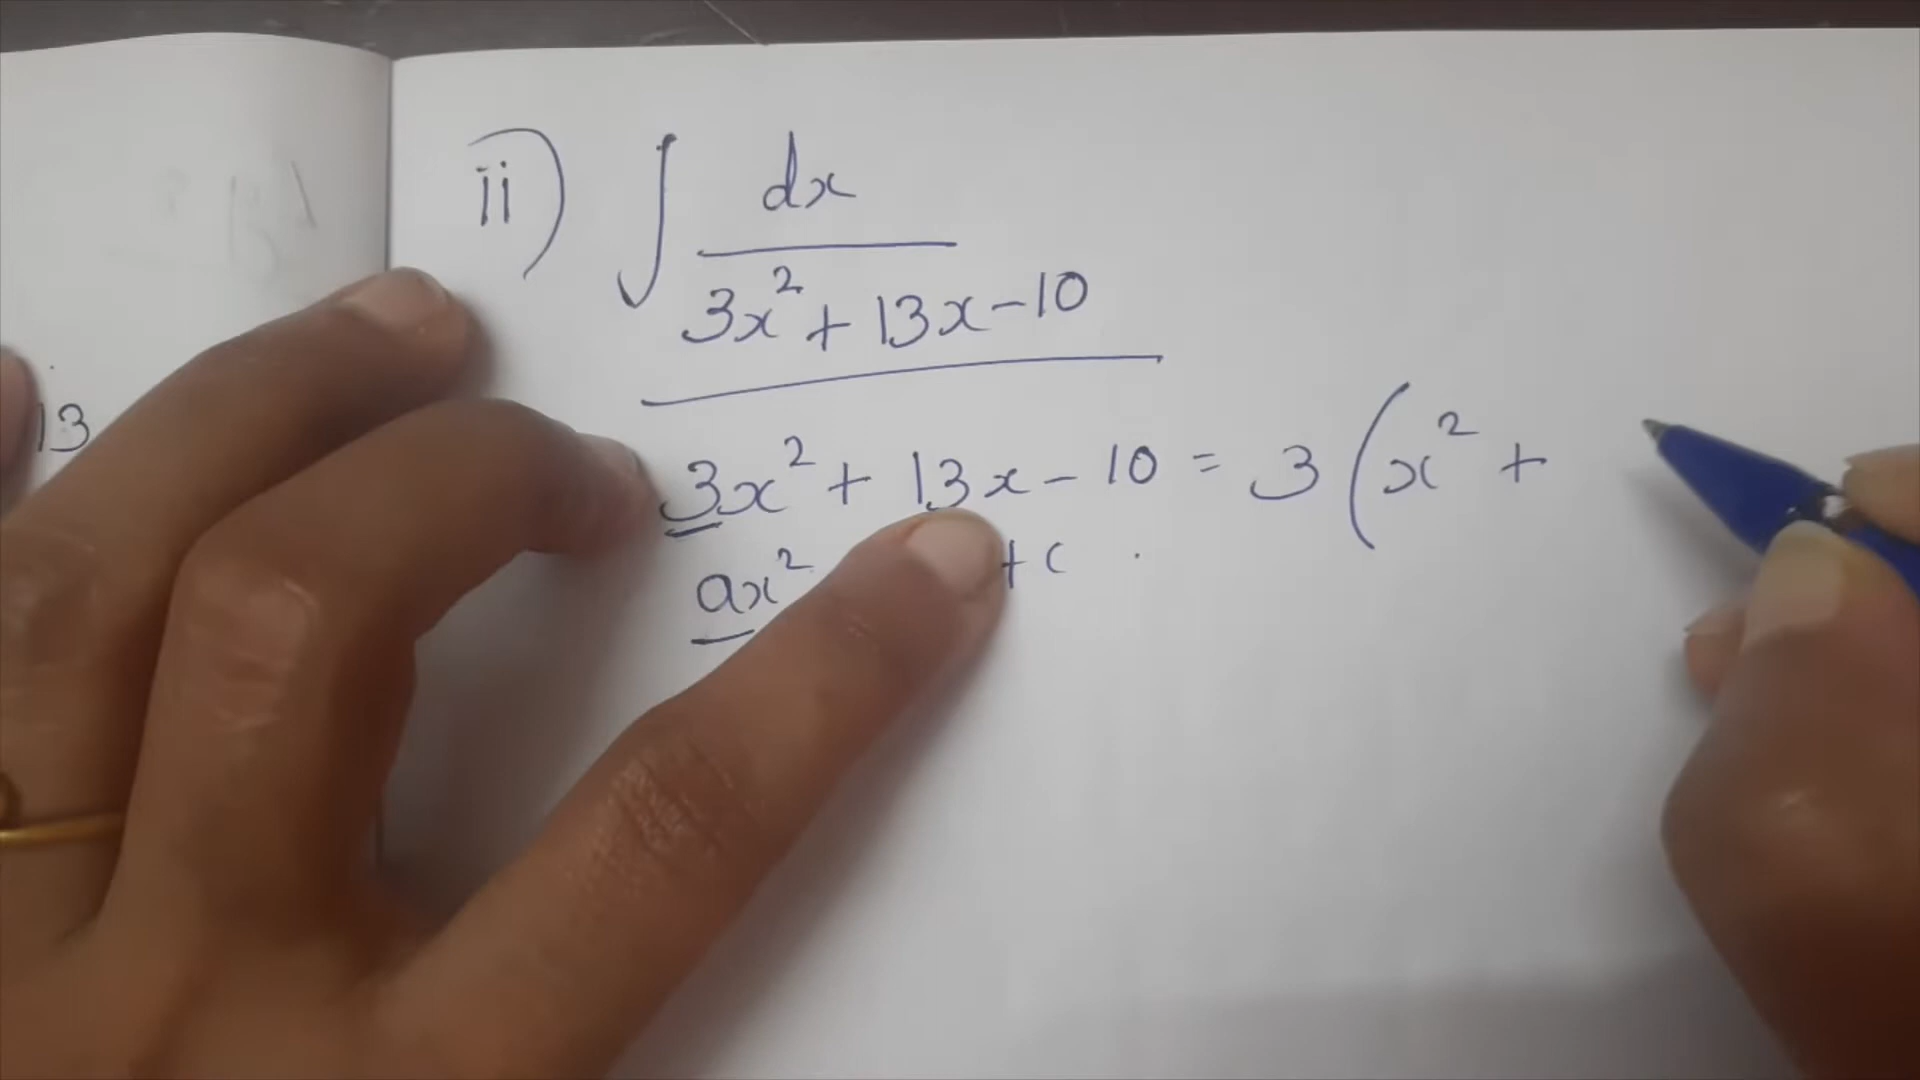 ii) ∫ dx
3x² + 13x - 10
13
3x² + 13x - 10 = 3 (x² +
ax² + c